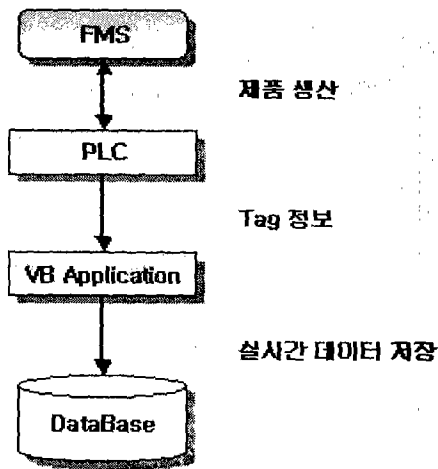 FMS
제품 생산
PLC
Tag 정보
VB Application
실시간 데이터 저장
DataBase